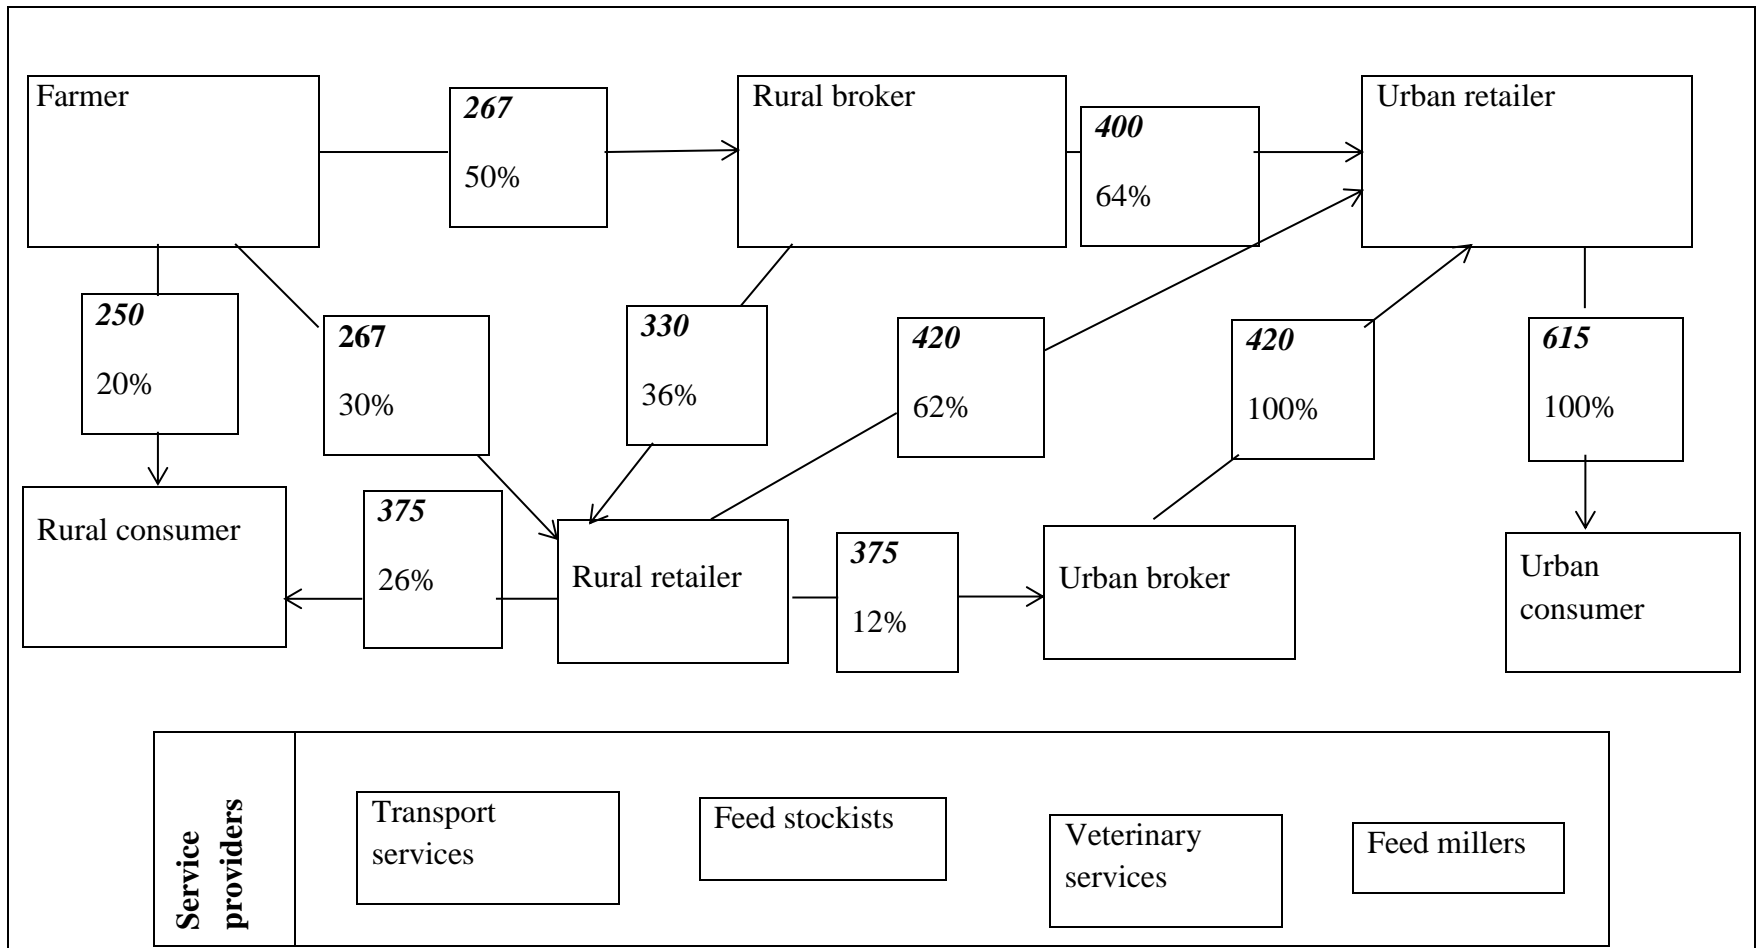 Farmer
267
50%
Rural broker
400
64%
Urban retailer
250
20%
267
30%
330
36%
420
62%
420
100%
615
100%
Rural consumer
375
26%
Rural retailer
375
12%
Urban broker
Urban
consumer
Service
providers
Transport
services
Feed stockists
Veterinary
services
Feed millers